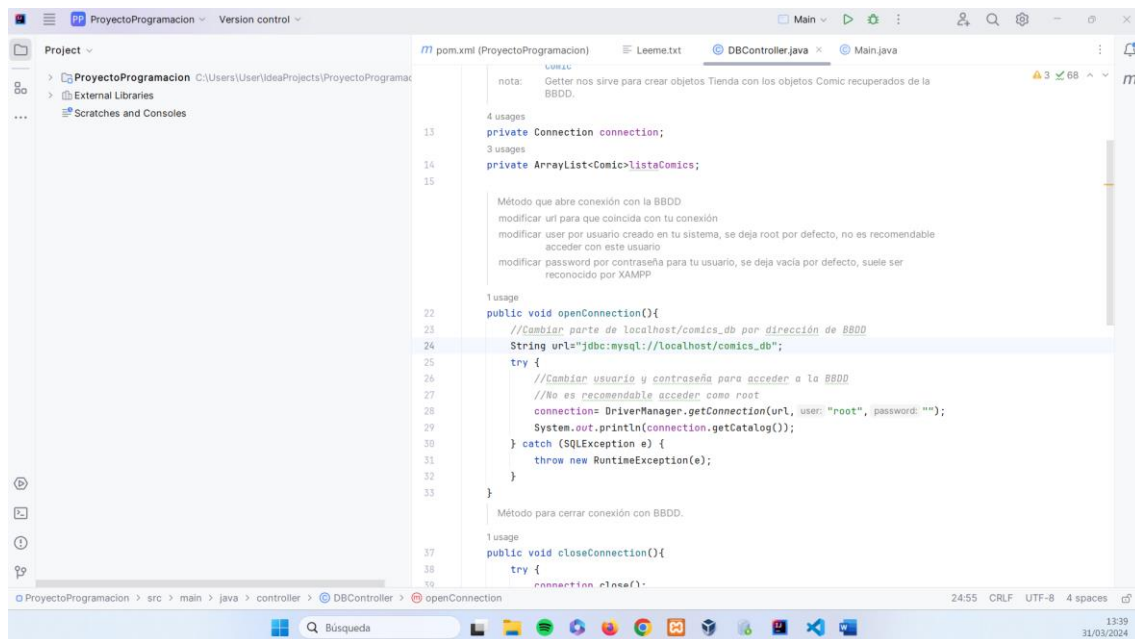 PP ProyectoProgramacion Version control Main
Project
pom.xml (ProyectoProgramacion) Leeme.txt DBController.java Main.java
ProyectoProgramacion C:\Users\User\IdeaProjects\ProyectoProgramac
External Libraries
Scratches and Consoles
Comic
nota: Getter nos sirve para crear objetos Tienda con los objetos Comic recuperados de la
BBDD.
3 68
4 usages
13 private Connection connection;
3 usages
14 private ArrayList<Comic>listaComics;
15
Método que abre conexión con la BBDD
modificar url para que coincida con tu conexión
modificar user por usuario creado en tu sistema, se deja root por defecto, no es recomendable
acceder con este usuario
modificar password por contraseña para tu usuario, se deja vacía por defecto, suele ser
reconocido por XAMPP
1 usage
22 public void openConnection(){
23 //Cambiar parte de localhost/comics_db por dirección de BBDD
24 String url="jdbc:mysql://localhost/comics_db";
25 try {
26 //Cambiar usuario y contraseña para acceder a la BBDD
27 //No es recomendable acceder como root
28 connection= DriverManager.getConnection(url, user: "root", password: "");
29 System.out.println(connection.getCatalog());
30 } catch (SQLException e) {
31 throw new RuntimeException(e);
32 }
33 }
Método para cerrar conexión con BBDD.
1 usage
37 public void closeConnection(){
38 try {
39 connection.close();
ProyectoProgramacion > src > main > java > controller > DBController > openConnection 24:55 CRLF UTF-8 4 spaces
Búsqueda
13:39
31/03/2024